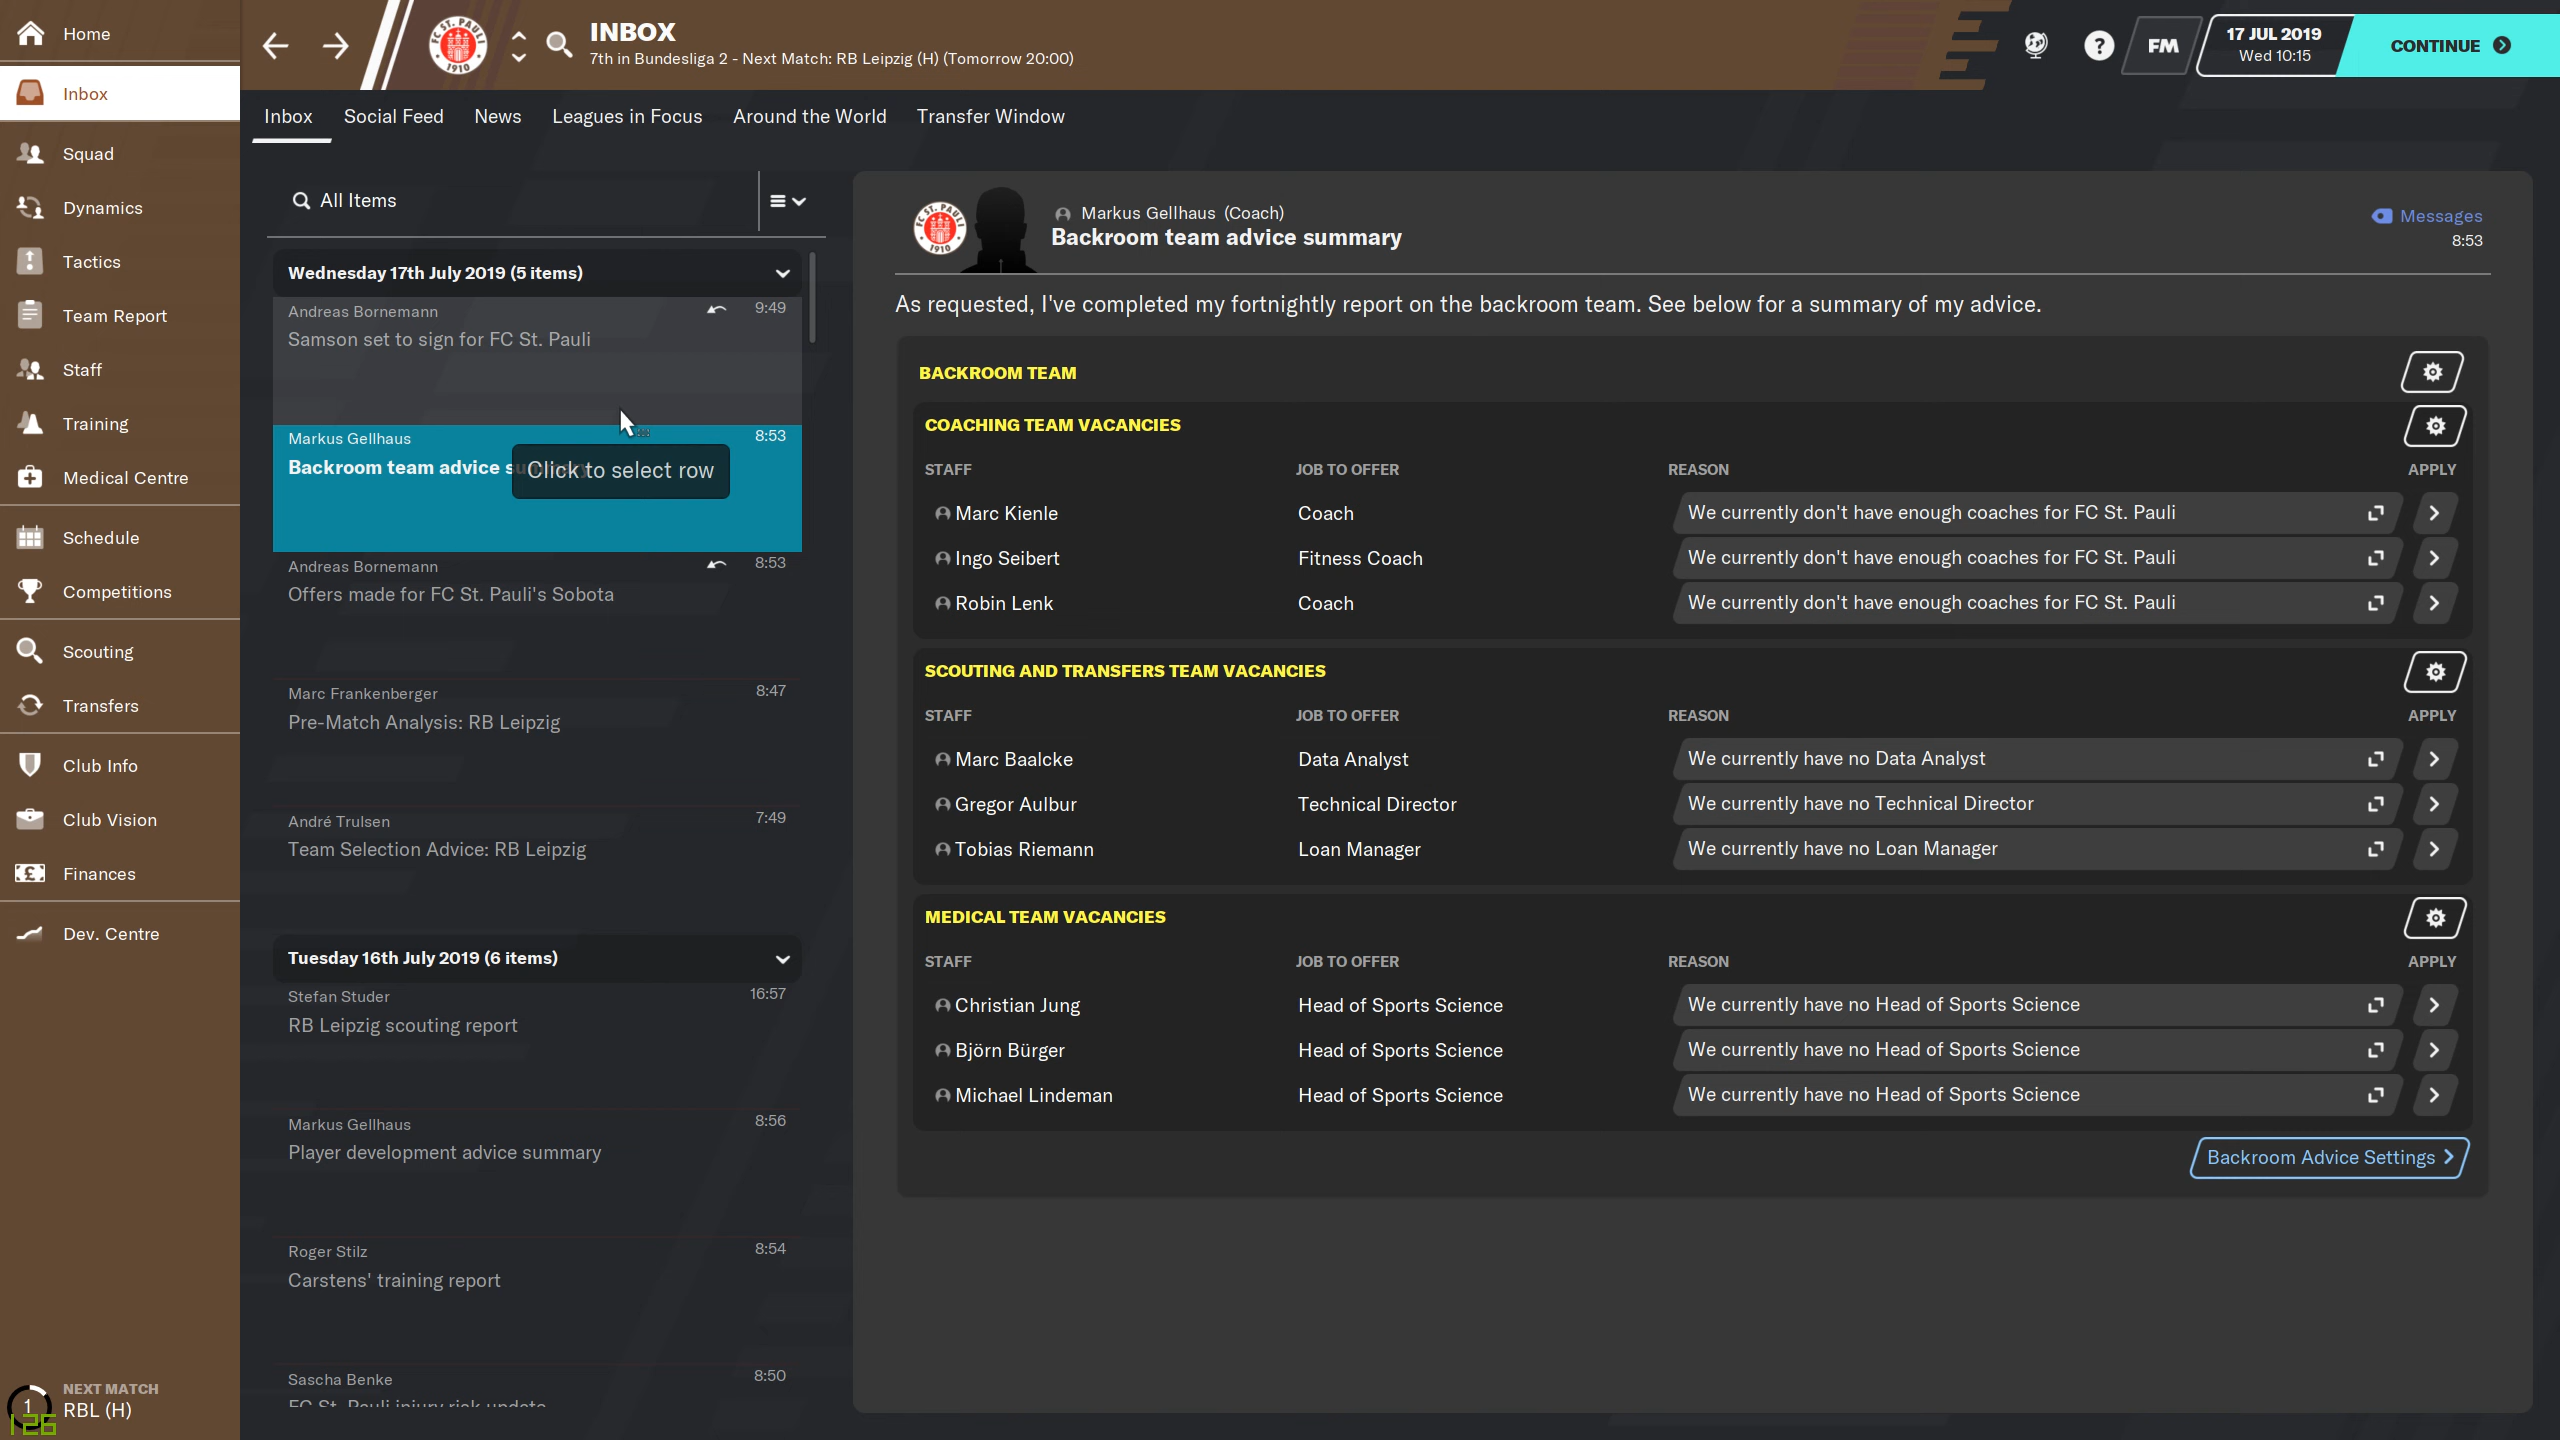 Home
Inbox
Squad
Dynamics
Tactics
Team Report
Staff
Training
Medical Centre
Schedule
Competitions
Scouting
Transfers
Club Info
Club Vision
Finances
Dev. Centre
NEXT MATCH
RBL (H)
1
126
FC ST. PAULI
1910
INBOX
7th in Bundesliga 2 - Next Match: RB Leipzig (H) (Tomorrow 20:00)
?
FM
17 JUL 2019
Wed 10:15
CONTINUE
Inbox Social Feed News Leagues in Focus Around the World Transfer Window
All Items
Wednesday 17th July 2019 (5 items)
Andreas Bornemann 9:49
Samson set to sign for FC St. Pauli
Markus Gellhaus 8:53
Backroom team advice
Click to select row
Andreas Bornemann 8:53
Offers made for FC St. Pauli's Sobota
Marc Frankenberger 8:47
Pre-Match Analysis: RB Leipzig
André Trulsen 7:49
Team Selection Advice: RB Leipzig
Tuesday 16th July 2019 (6 items)
Stefan Studer 16:57
RB Leipzig scouting report
Markus Gellhaus 8:56
Player development advice summary
Roger Stilz 8:54
Carstens' training report
Sascha Benke 8:50
FC St. Pauli injury risk update
FC ST. PAULI
1910
Markus Gellhaus (Coach)
Backroom team advice summary
Messages
8:53
As requested, I've completed my fortnightly report on the backroom team. See below for a summary of my advice.
BACKROOM TEAM
COACHING TEAM VACANCIES
STAFF JOB TO OFFER REASON APPLY
Marc Kienle Coach We currently don't have enough coaches for FC St. Pauli
Ingo Seibert Fitness Coach We currently don't have enough coaches for FC St. Pauli
Robin Lenk Coach We currently don't have enough coaches for FC St. Pauli
SCOUTING AND TRANSFERS TEAM VACANCIES
STAFF JOB TO OFFER REASON APPLY
Marc Baalcke Data Analyst We currently have no Data Analyst
Gregor Aulbur Technical Director We currently have no Technical Director
Tobias Riemann Loan Manager We currently have no Loan Manager
MEDICAL TEAM VACANCIES
STAFF JOB TO OFFER REASON APPLY
Christian Jung Head of Sports Science We currently have no Head of Sports Science
Björn Bürger Head of Sports Science We currently have no Head of Sports Science
Michael Lindeman Head of Sports Science We currently have no Head of Sports Science
Backroom Advice Settings